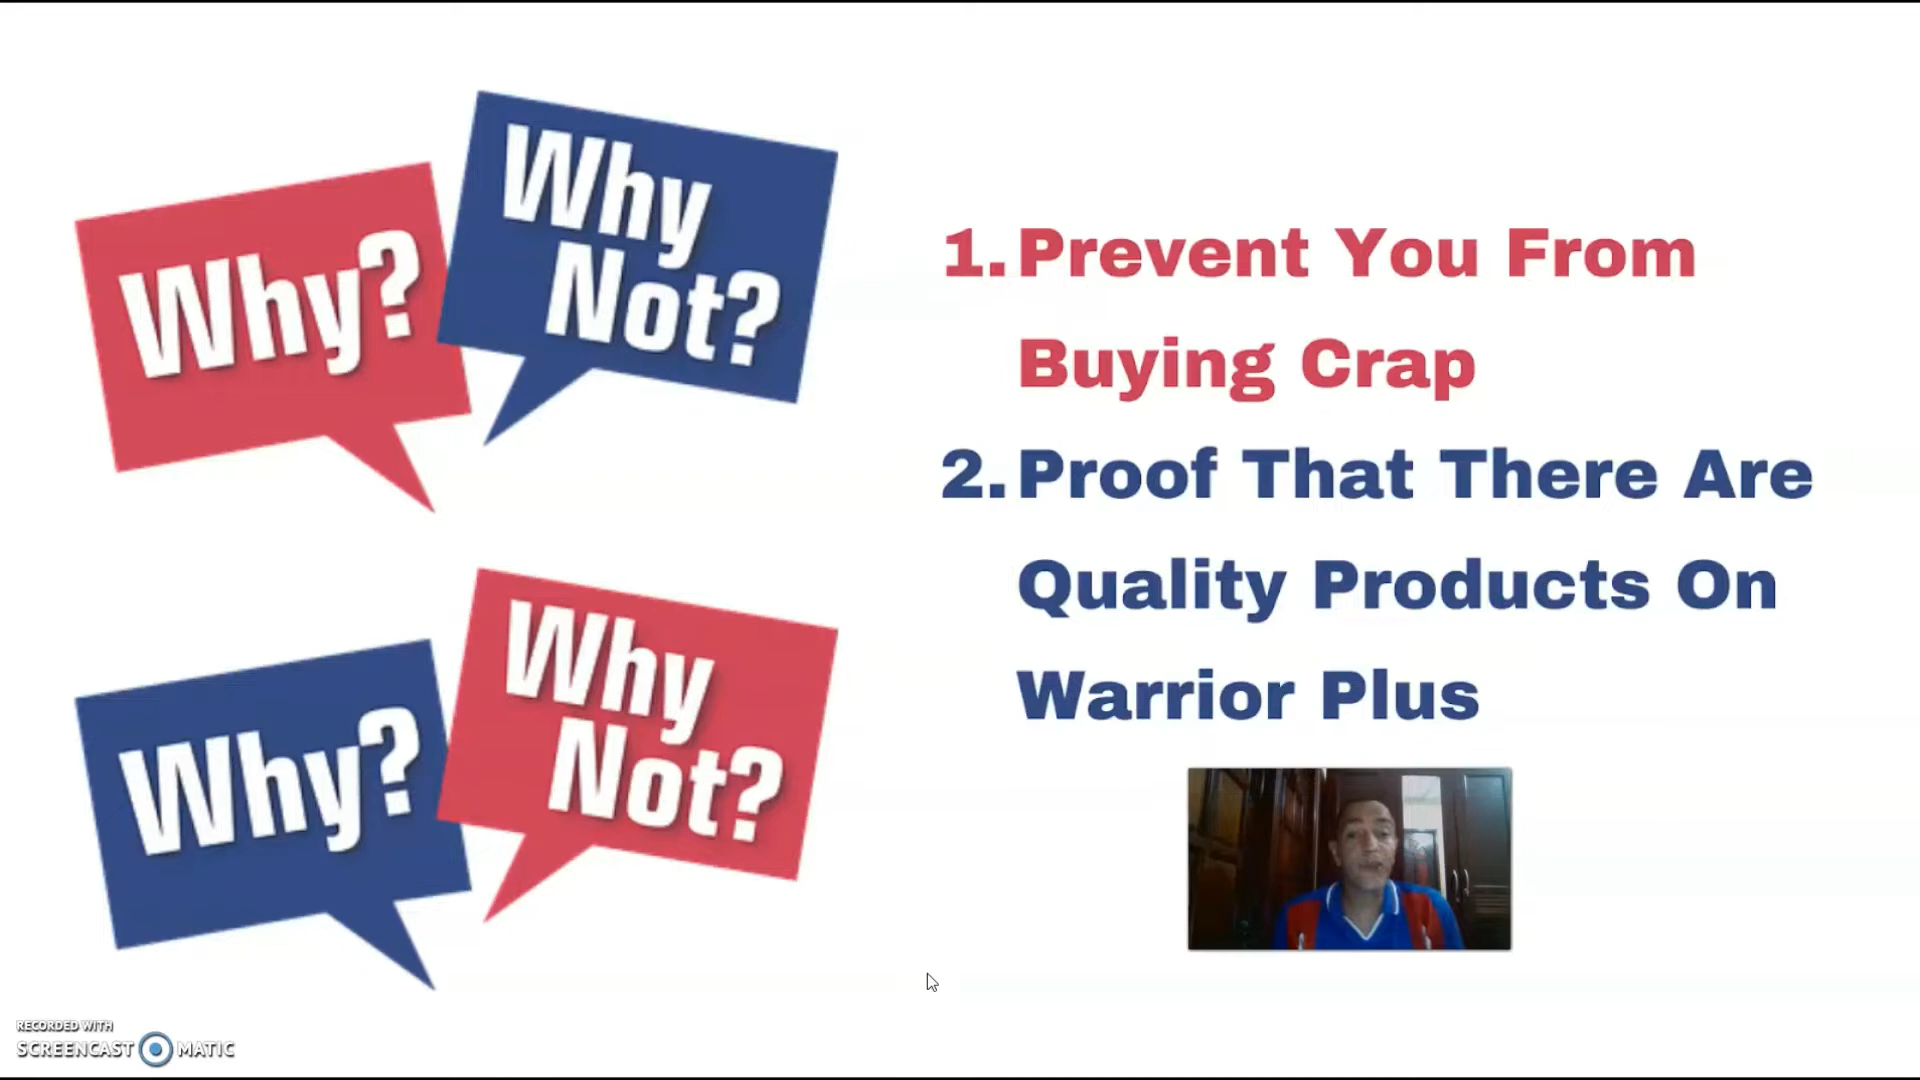 Why?
Why
Not?
1. Prevent You From
Buying Crap
2. Proof That There Are
Quality Products On
Warrior Plus
Why?
Why
Not?
RECORDED WITH
SCREENCAST MATIC